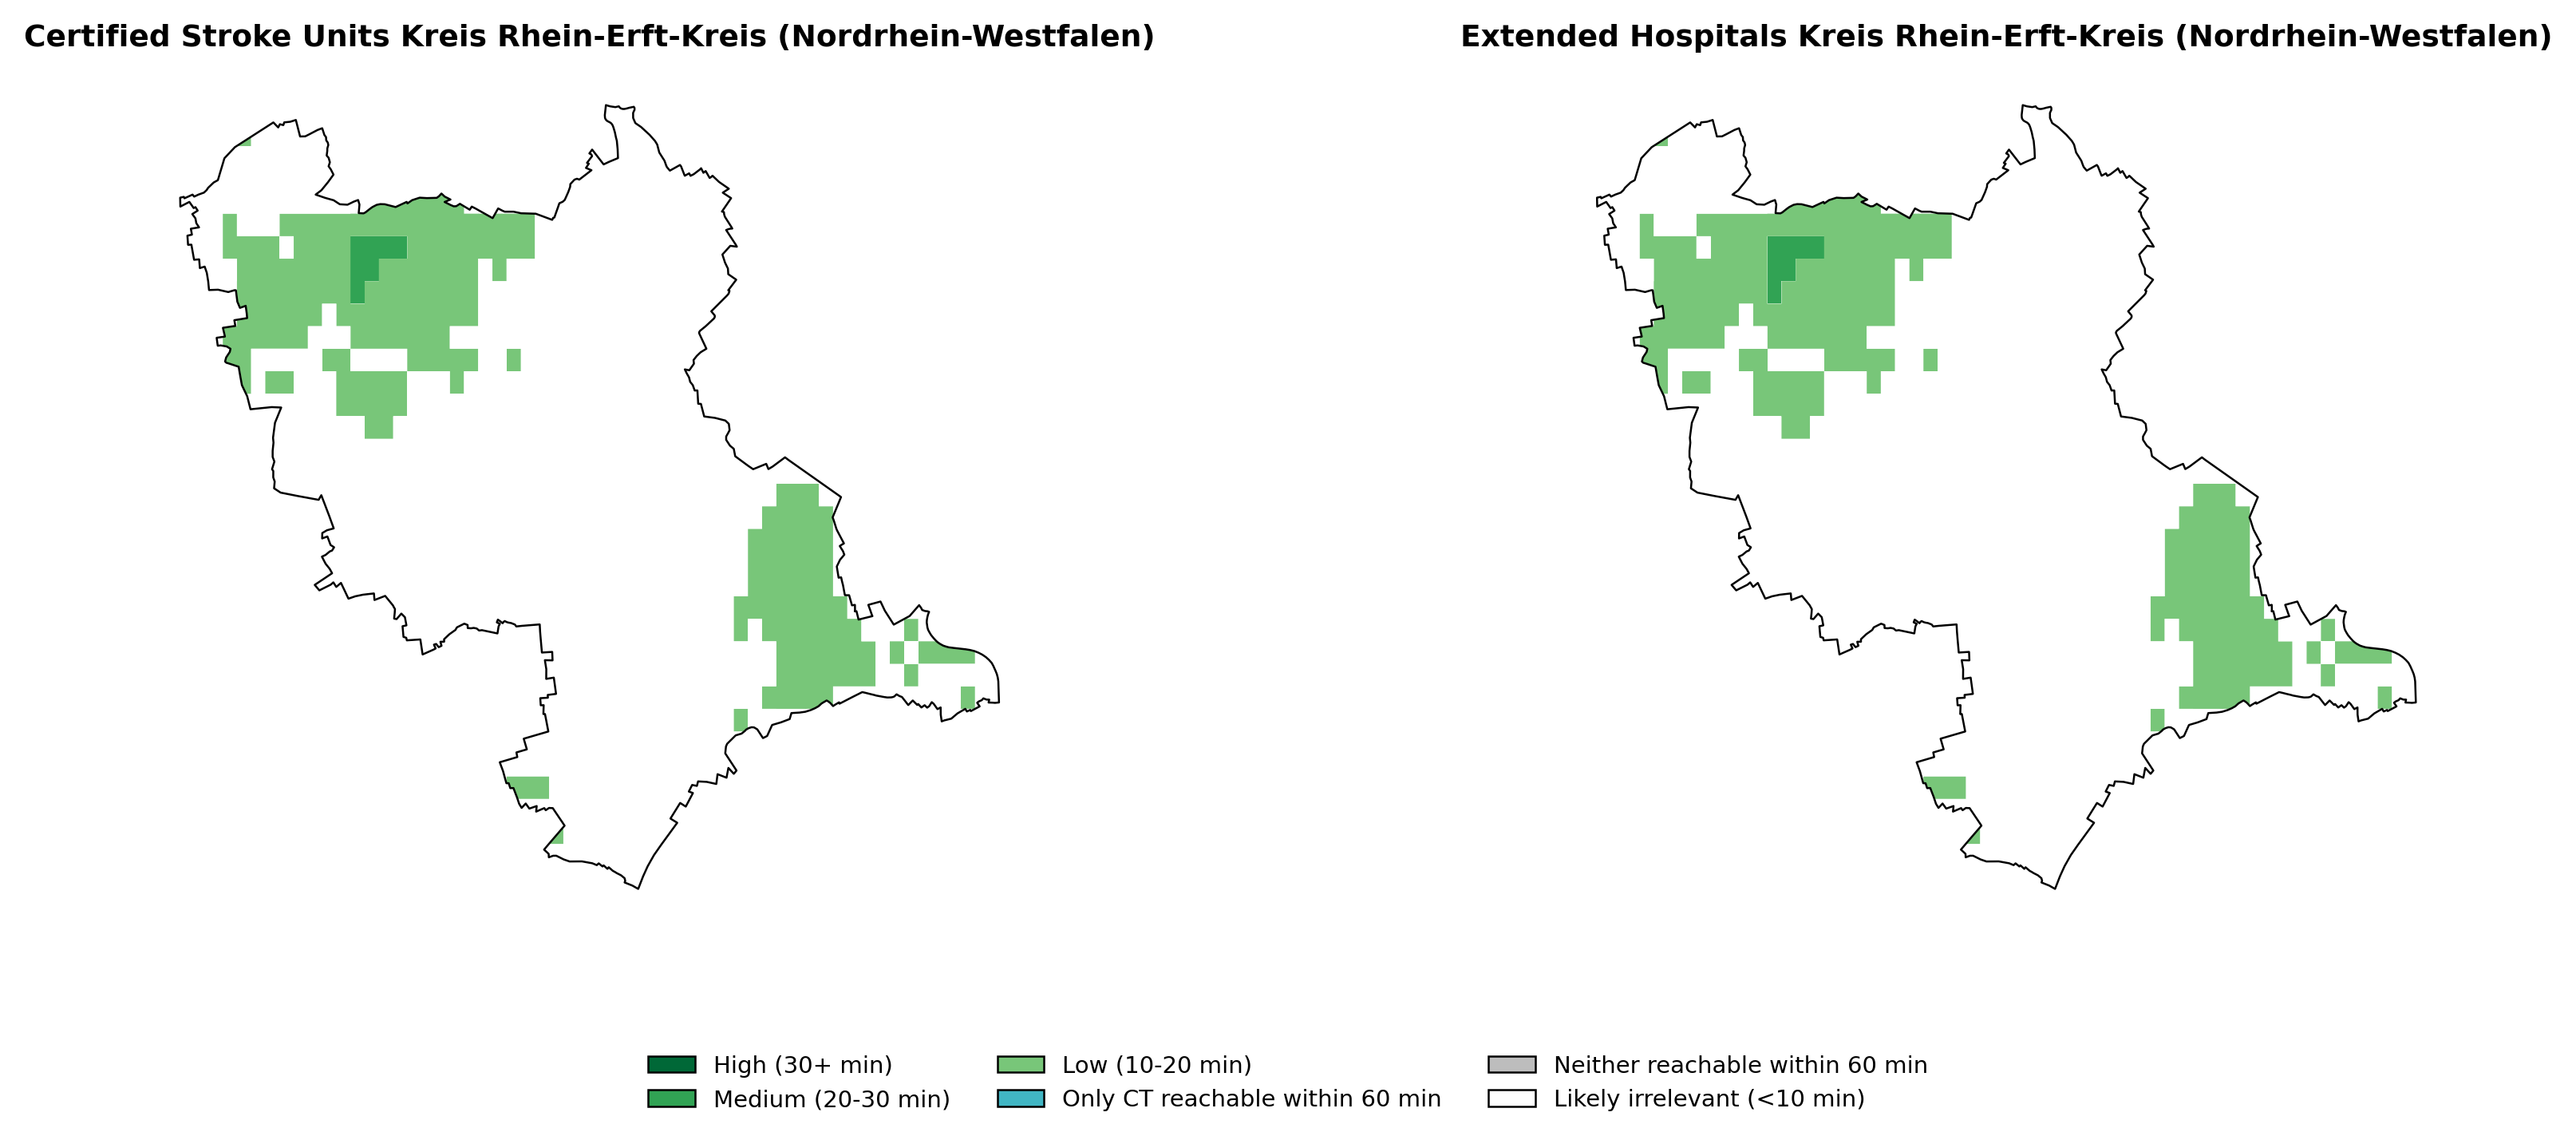 Certified Stroke Units Kreis Rhein-Erft-Kreis (Nordrhein-Westfalen)
Extended Hospitals Kreis Rhein-Erft-Kreis (Nordrhein-Westfalen)
High (30+ min)
Medium (20-30 min)
Low (10-20 min)
Only CT reachable within 60 min
Neither reachable within 60 min
Likely irrelevant (<10 min)